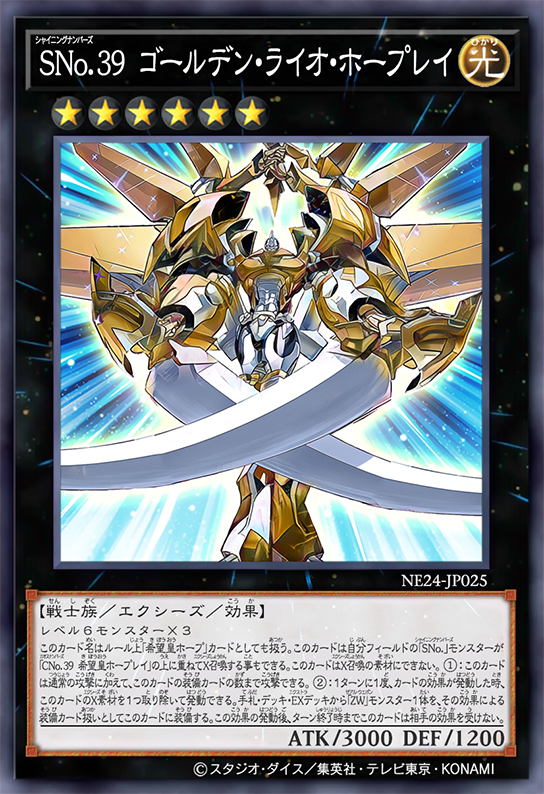 シャイニングナンバーズ
SNo.39 ゴールデン・ライオ・ホープレイ
ひかり
光
NE24-JP025
せんしぞく こうか
【戦士族／エクシーズ／効果】
レベル６モンスター×３
このカード名はルール上「希望皇ホープ」カードとしても扱う。このカードは自分フィールドの「SNo.」モンスターか
「CNo.39 希望皇ホープレイ」の上に重ねてX召喚する事もできる。このカードはX召喚の素材にできない。①：このカード
は通常の攻撃に加えて、このカードの装備カードの数まで攻撃できる。②：1ターンに1度、カードの効果が発動した時、
このカードのX素材を1つ取り除いて発動できる。手札・デッキ・EXデッキから「ZW」モンスター1体を、その効果による
装備カード扱いとしてこのカードに装備する。この効果の発動後、ターン終了時までこのカードは相手の効果を受けない。
ATK/3000 DEF/1200
©スタジオ・ダイス／集英社・テレビ東京・KONAMI